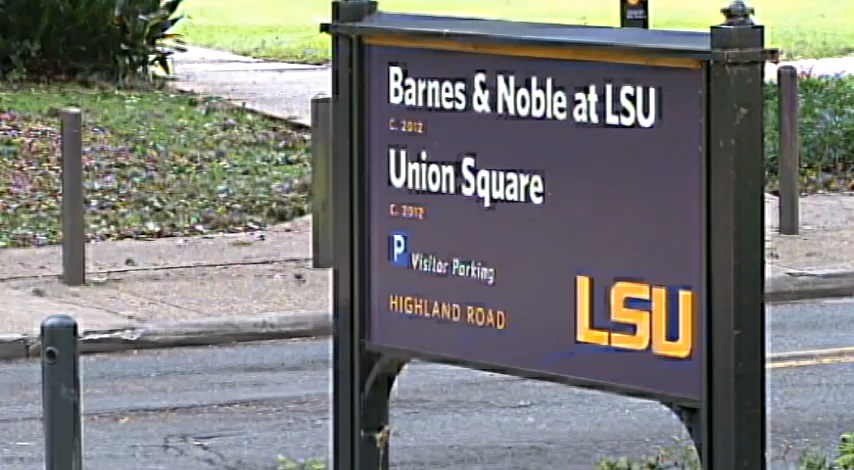 Barnes & Noble at LSU
C. 2012
Union Square
C. 2012
P Visitor Parking
HIGHLAND ROAD
LSU